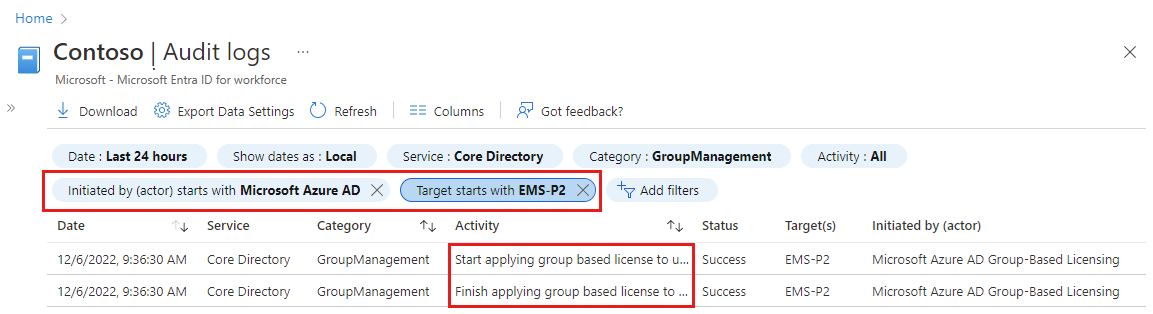 Home
Contoso | Audit logs ...
Microsoft - Microsoft Entra ID for workforce
Download Export Data Settings Refresh Columns Got feedback?
Date : Last 24 hours Show dates as : Local Service : Core Directory Category : GroupManagement Activity : All
Initiated by (actor) starts with Microsoft Azure AD Target starts with EMS-P2 Add filters
Date Service Category Activity Status Target(s) Initiated by (actor)
12/6/2022, 9:36:30 AM Core Directory GroupManagement Start applying group based license to u... Success EMS-P2 Microsoft Azure AD Group-Based Licensing
12/6/2022, 9:36:30 AM Core Directory GroupManagement Finish applying group based license to ... Success EMS-P2 Microsoft Azure AD Group-Based Licensing